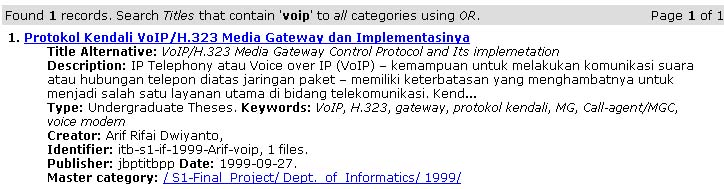 Found 1 records. Search Titles that contain 'voip' to all categories using OR. Page 1 of 1
1. Protokol Kendali VoIP/H.323 Media Gateway dan Implementasinya
Title Alternative: VoIP/H.323 Media Gateway Control Protocol and Its implemetation
Description: IP Telephony atau Voice over IP (VoIP) – kemampuan untuk melakukan komunikasi suara
atau hubungan telepon diatas jaringan paket – memiliki keterbatasan yang menghambatnya untuk
menjadi salah satu layanan utama di bidang telekomunikasi. Kend...
Type: Undergraduate Theses. Keywords: VoIP, H.323, gateway, protokol kendali, MG, Call-agent/MGC,
voice modem
Creator: Arif Rifai Dwiyanto,
Identifier: itb-s1-if-1999-Arif-voip, 1 files.
Publisher: jbptitbpp Date: 1999-09-27.
Master category: / S1-Final Project/ Dept. of Informatics/ 1999/